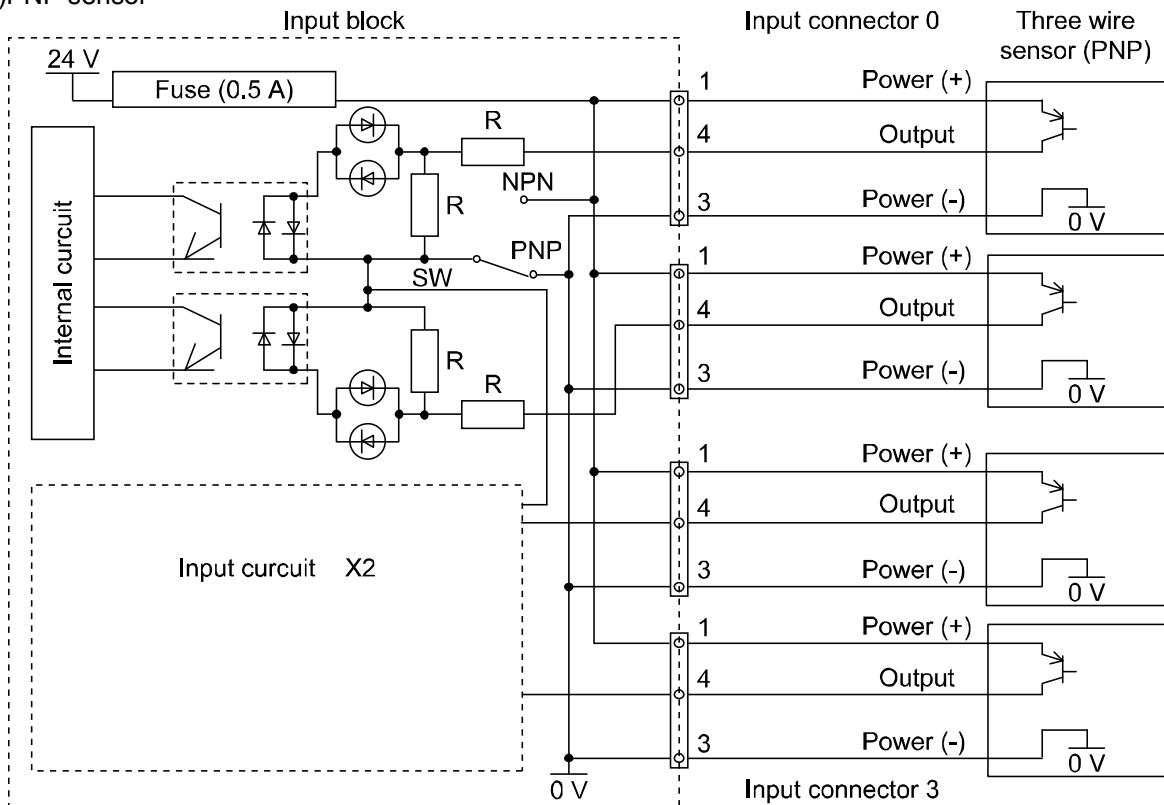 )PNP sensor
Input block
Input connector 0
Three wire
sensor (PNP)
24 V
Fuse (0.5 A)
1
Power (+)
R
4
Output
NPN
R
3
Power (-)
0 V
Internal curcuit
PNP
SW
1
Power (+)
4
Output
R
R
3
Power (-)
0 V
1
Power (+)
4
Output
Input curcuit X2
3
Power (-)
0 V
1
Power (+)
4
Output
3
Power (-)
0 V
0 V
Input connector 3